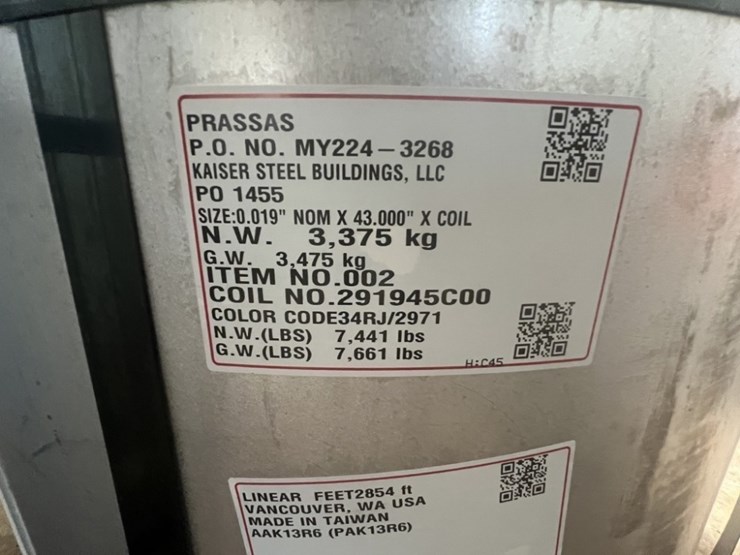 PRASSAS
P.O. NO. MY224-3268
KAISER STEEL BUILDINGS, LLC
PO 1455
SIZE:0.019" NOM X 43.000" X COIL
N.W. 3,375 kg
G.W. 3,475 kg
ITEM NO.002
COIL NO.291945C00
COLOR CODE34RJ/2971
N.W.(LBS) 7,441 lbs
G.W.(LBS) 7,661 lbs
H:C45
LINEAR FEET2854 ft
VANCOUVER, WA USA
MADE IN TAIWAN
AAK13R6 (PAK13R6)